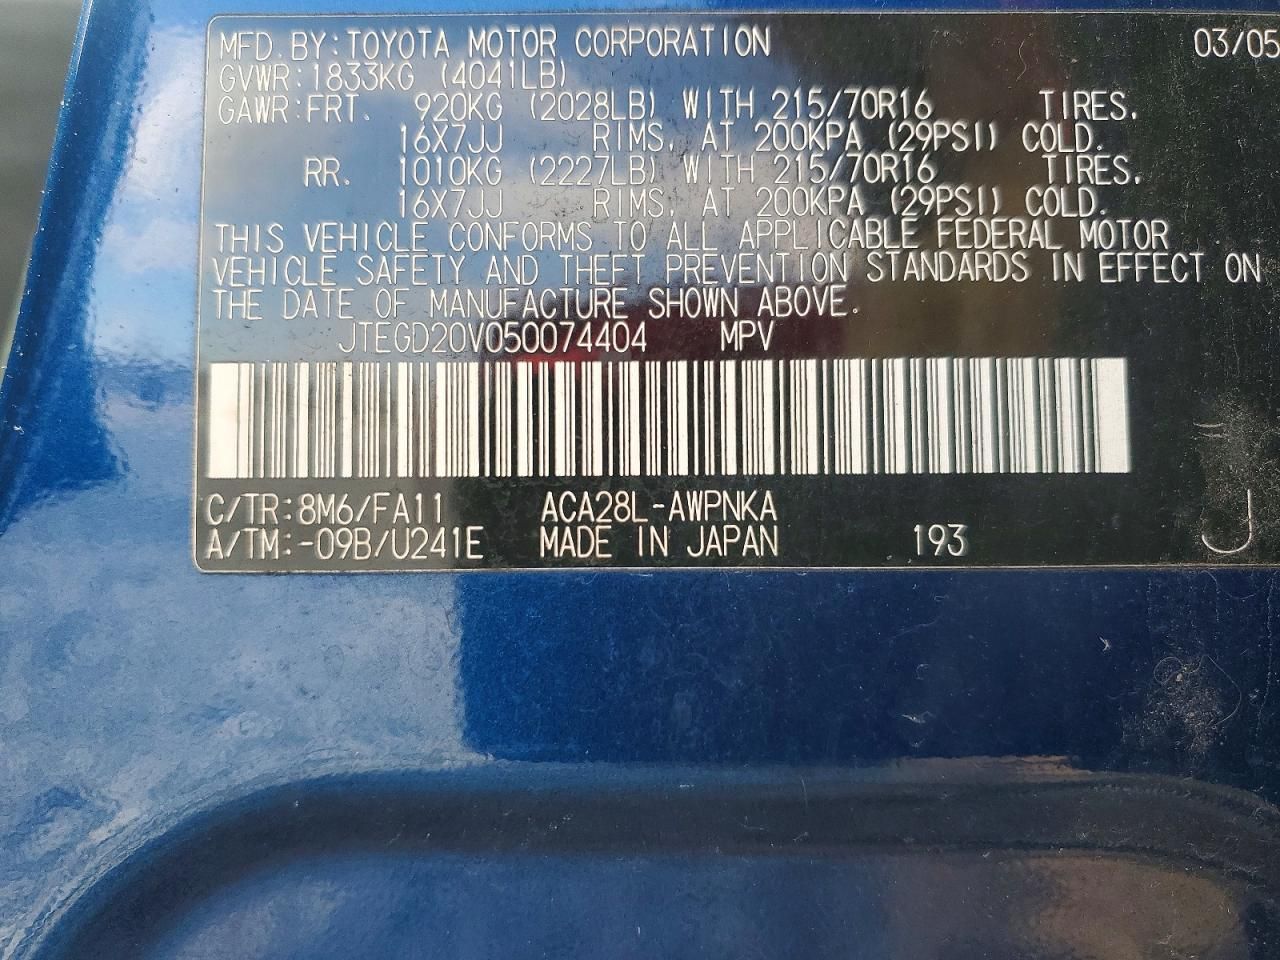 MFD. BY: TOYOTA MOTOR CORPORATION 03/05
GVWR: 1833KG (4041LB)
GAWR: FRT. 920KG (2028LB) WITH 215/70R16 TIRES.
16X7JJ RIMS, AT 200KPA (29PSI) COLD.
RR. 1010KG (2227LB) WITH 215/70R16 TIRES,
16X7JJ RIMS, AT 200KPA (29PSI) COLD.
THIS VEHICLE CONFORMS TO ALL APPLICABLE FEDERAL MOTOR
VEHICLE SAFETY AND THEFT PREVENTION STANDARDS IN EFFECT ON
THE DATE OF MANUFACTURE SHOWN ABOVE.
JTEGD20V050074404 MPV
C/TR: 8M6/FA11 ACA28L-AWPNKA
A/TM: -09B/U241E MADE IN JAPAN 193 J